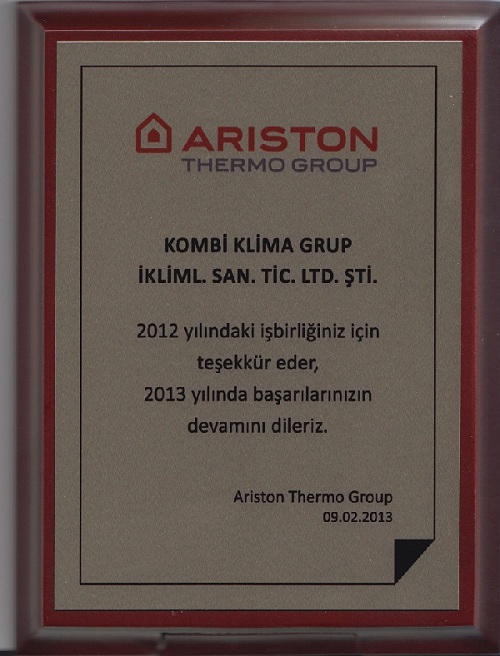 ARISTON
THERMO GROUP
KOMBİ KLİMA GRUP
İKLİML. SAN. TİC. LTD. ŞTİ.
2012 yılındaki işbirliğiniz için
teşekkür eder,
2013 yılında başarılarınızın
devamını dileriz.
Ariston Thermo Group
09.02.2013